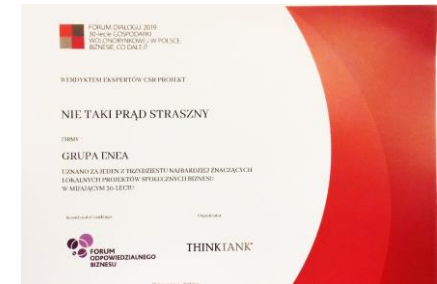 FORUM DIALOGU 2019
30-lecie GOSPODARKI
WOLNORYNKOWEJ W POLSCE.
BIZNESIE, CO DALEJ?
WERDYKTEM EKSPERTÓW CSR PROJEKT
NIE TAKI PRĄD STRASZNY
FIRMY
GRUPA ENEA
UZNANO ZA JEDEN Z TRZYDZIESTU NAJBARDZIEJ ZNACZĄCYCH
LOKALNYCH PROJEKTÓW SPOŁECZNYCH BIZNESU
W MIJAJĄCYM 30-LECIU
Organizator
FORUM
ODPOWIEDZIALNEGO
BIZNESU
THINKTANK